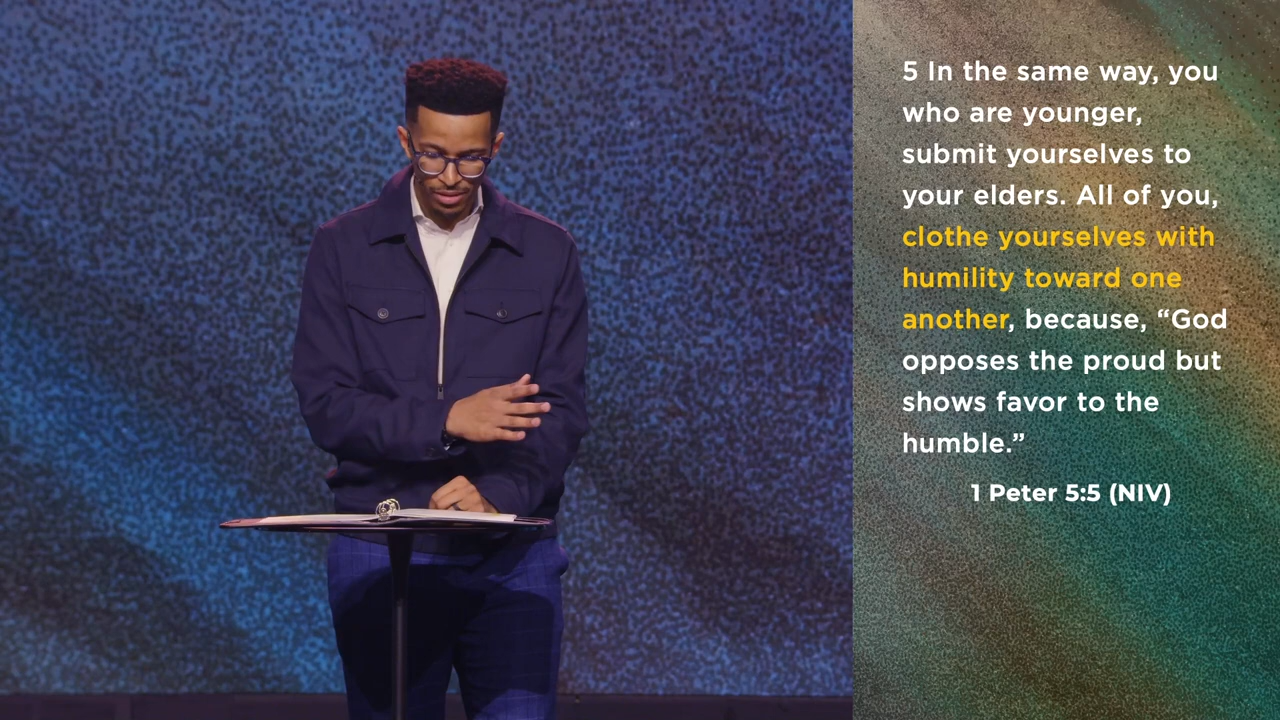 5 In the same way, you
who are younger,
submit yourselves to
your elders. All of you,
clothe yourselves with
humility toward one
another, because, “God
opposes the proud but
shows favor to the
humble.”
1 Peter 5:5 (NIV)